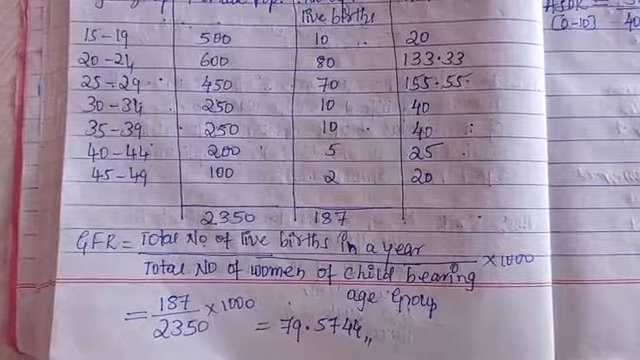 live births
15-19 500 10 20
20-24 600 80 133.33
25-29 450 70 155.55
30-34 250 10 40
35-39 250 10 40
40-44 200 5 25
45-49 100 2 20
2350 187
GFR = Total No of live births in a year × 1000
Total No of women of child bearing
age Group
= 187 × 1000 = 79.5744,,
2350